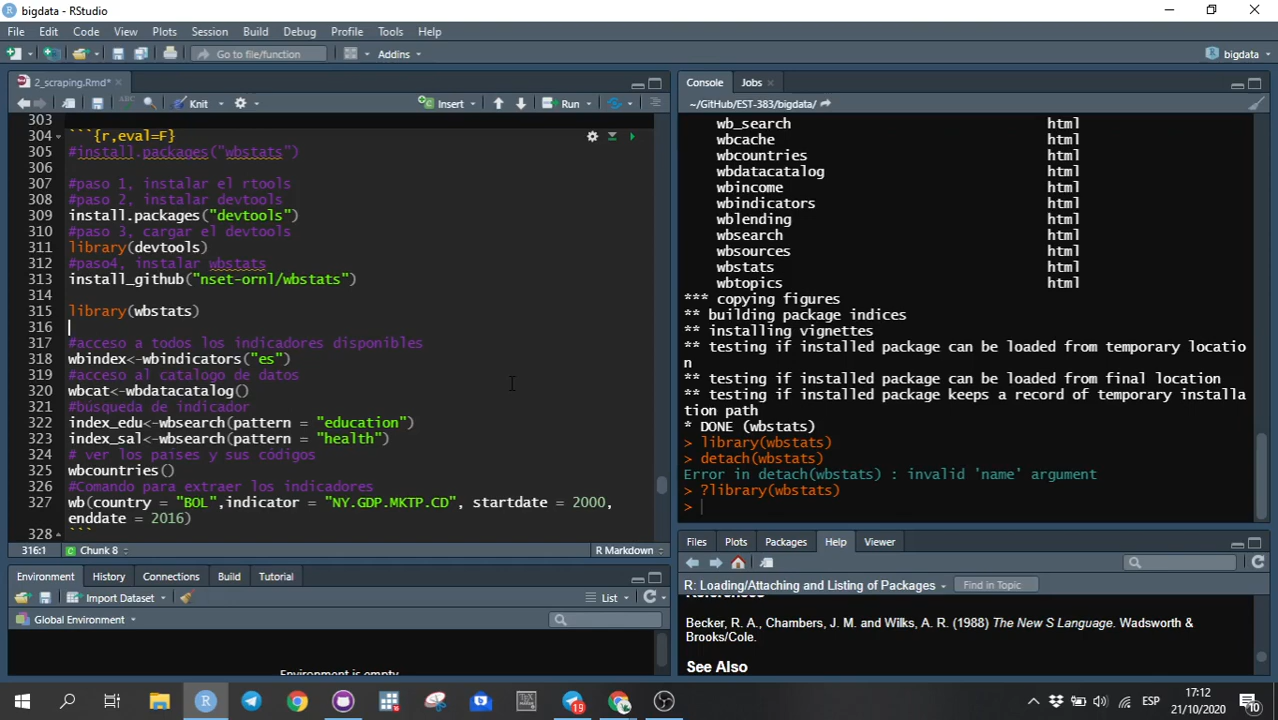 bigdata - RStudio
File Edit Code View Plots Session Build Debug Profile Tools Help
Go to file/function Addins bigdata
2_scraping.Rmd*
ABC Knit Insert Run
303
304 ```{r,eval=F}
305 #install.packages("wbstats")
306
307 #paso 1, instalar el rtools
308 #paso 2, instalar devtools
309 install.packages("devtools")
310 #paso 3, cargar el devtools
311 library(devtools)
312 #paso4, instalar wbstats
313 install_github("nset-ornl/wbstats")
314
315 library(wbstats)
316
317 #acceso a todos los indicadores disponibles
318 wbindex<-wbindicators("es")
319 #acceso al catalogo de datos
320 wbcat<-wbdatacatalog()
321 #búsqueda de indicador
322 index_edu<-wbsearch(pattern = "education")
323 index_sal<-wbsearch(pattern = "health")
324 # ver los paises y sus códigos
325 wbcountries()
326 #Comando para extraer los indicadores
327 wb(country = "BOL",indicator = "NY.GDP.MKTP.CD", startdate = 2000,
enddate = 2016)
328 ```
316:1 Chunk 8 R Markdown
Environment History Connections Build Tutorial
Import Dataset List
Global Environment
Environment is empty
Console Jobs
~/GitHub/EST-383/bigdata/
wb_search html
wbcache html
wbcountries html
wbdatacatalog html
wbincome html
wbindicators html
wblending html
wbsearch html
wbsources html
wbstats html
wbtopics html
*** copying figures
** building package indices
** installing vignettes
** testing if installed package can be loaded from temporary locatio
n
** testing if installed package can be loaded from final location
** testing if installed package keeps a record of temporary installa
tion path
* DONE (wbstats)
> library(wbstats)
> detach(wbstats)
Error in detach(wbstats) : invalid 'name' argument
> ?library(wbstats)
>
Files Plots Packages Help Viewer
R: Loading/Attaching and Listing of Packages Find in Topic
References
Becker, R. A., Chambers, J. M. and Wilks, A. R. (1988) The New S Language. Wadsworth &
Brooks/Cole.
See Also
19 ESP 17:12
21/10/2020 10